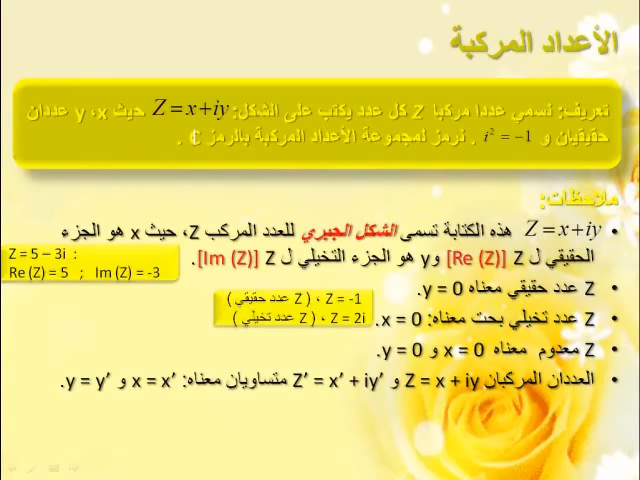 الأعداد المركبة
تعريف: نسمي عددا مركبا Z كل عدد يكتب على الشكل: Z = x+iy حيث x، y عددان
حقيقيان و i² = −1 . نرمز لمجموعة الأعداد المركبة بالرمز ℂ .
ملاحظات:
• Z = x+iy هذه الكتابة تسمى الشكل الجبري للعدد المركب Z، حيث x هو الجزء
الحقيقي ل Z [Re (Z)] و y هو الجزء التخيلي ل Z [Im (Z)].
Z = 5 – 3i :
Re (Z) = 5 ; Im (Z) = -3
• Z عدد حقيقي معناه y = 0.
Z = -1 ، ( Z عدد حقيقي )
Z = 2i ، ( Z عدد تخيلي )
• Z عدد تخيلي بحت معناه: x = 0.
• Z معدوم معناه x = 0 و y = 0.
• العددان المركبان Z = x + iy و Z’ = x’ + iy’ متساويان معناه: x = x’ و y = y’.